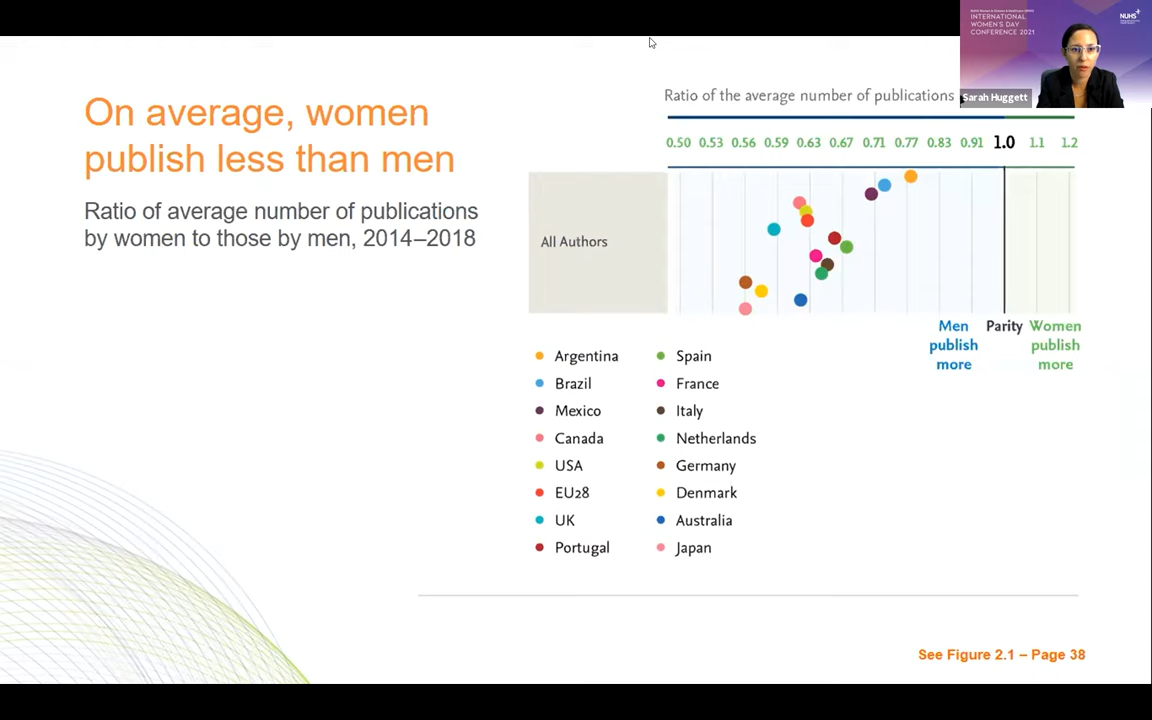 INTERNATIONAL
WOMEN'S DAY
CONFERENCE 2021
NUHS
Sarah Huggett
On average, women
publish less than men
Ratio of average number of publications
by women to those by men, 2014–2018
Ratio of the average number of publications
0.50 0.53 0.56 0.59 0.63 0.67 0.71 0.77 0.83 0.91 1.0 1.1 1.2
All Authors
Men
publish
more
Parity
Women
publish
more
Argentina
Brazil
Mexico
Canada
USA
EU28
UK
Portugal
Spain
France
Italy
Netherlands
Germany
Denmark
Australia
Japan
See Figure 2.1 – Page 38